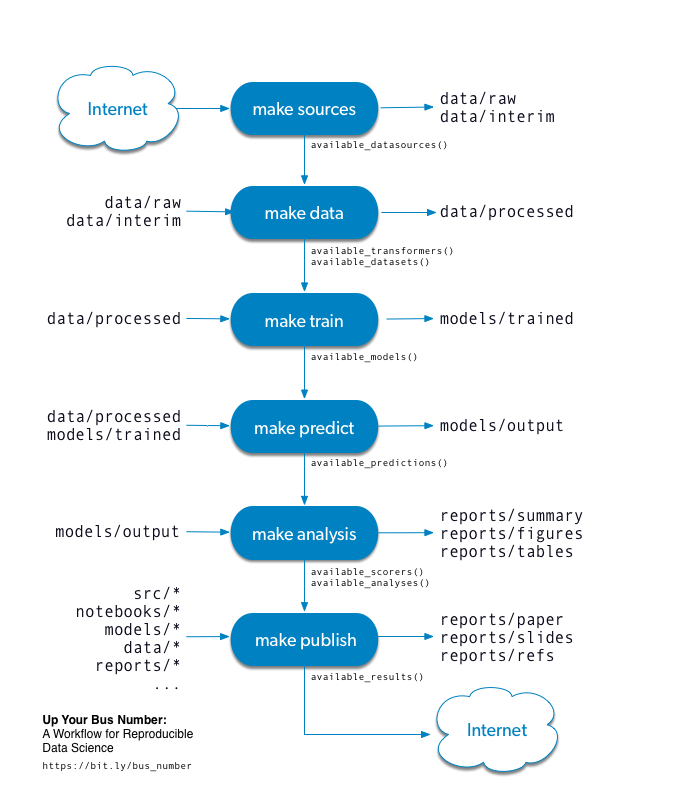 Internet
make sources
data/raw
data/interim
available_datasources()
data/raw
data/interim
make data
data/processed
available_transformers()
available_datasets()
data/processed
make train
models/trained
available_models()
data/processed
models/trained
make predict
models/output
available_predictions()
models/output
make analysis
reports/summary
reports/figures
reports/tables
available_scorers()
available_analyses()
src/*
notebooks/*
models/*
data/*
reports/*
...
make publish
reports/paper
reports/slides
reports/refs
available_results()
Internet
Up Your Bus Number:
A Workflow for Reproducible
Data Science
https://bit.ly/bus_number